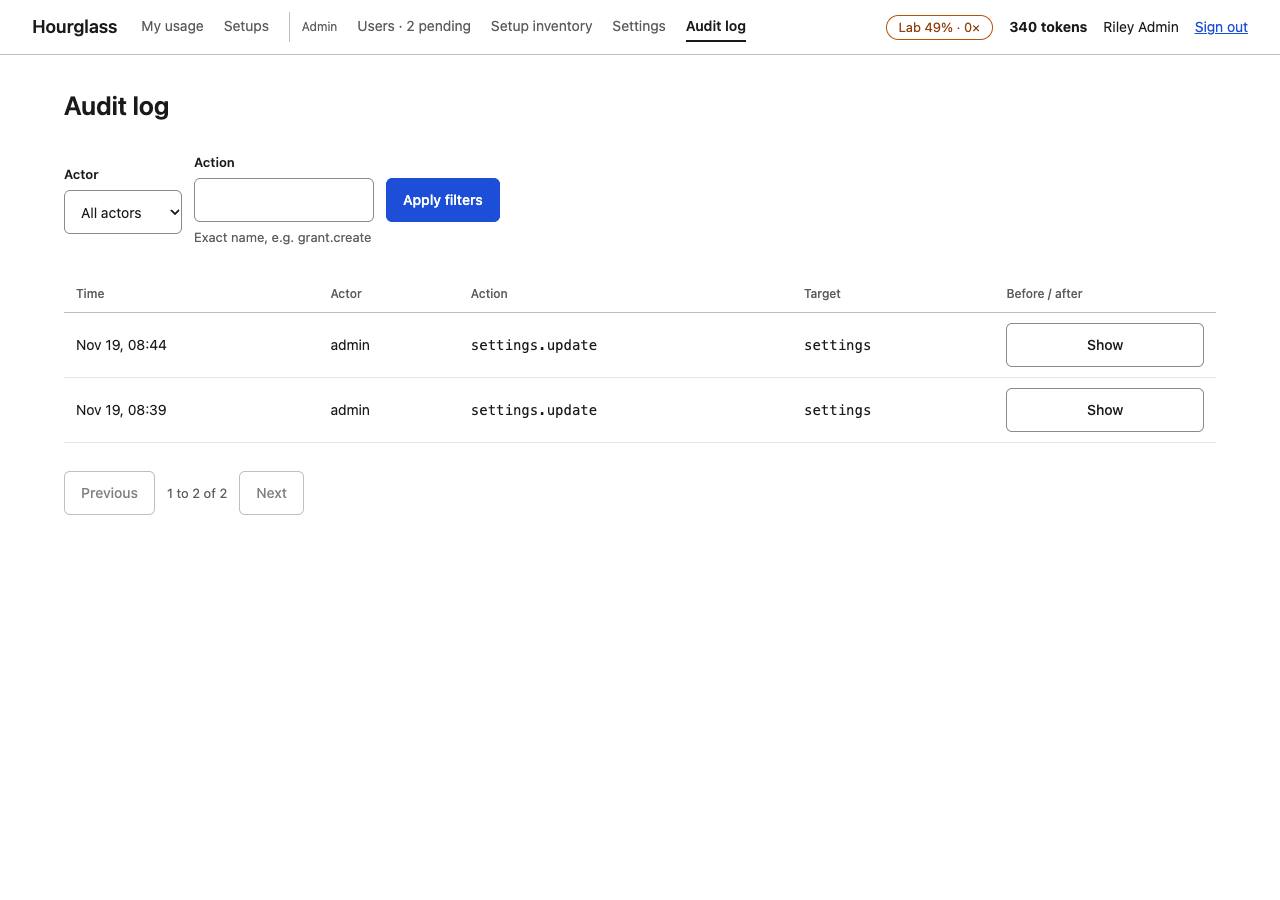 Hourglass My usage Setups Admin Users · 2 pending Setup inventory Settings Audit log Lab 49% · 0× 340 tokens Riley Admin Sign out
Audit log
Actor
All actors
Action
Exact name, e.g. grant.create
Apply filters
Time Actor Action Target Before / after
Nov 19, 08:44 admin settings.update settings Show
Nov 19, 08:39 admin settings.update settings Show
Previous 1 to 2 of 2 Next